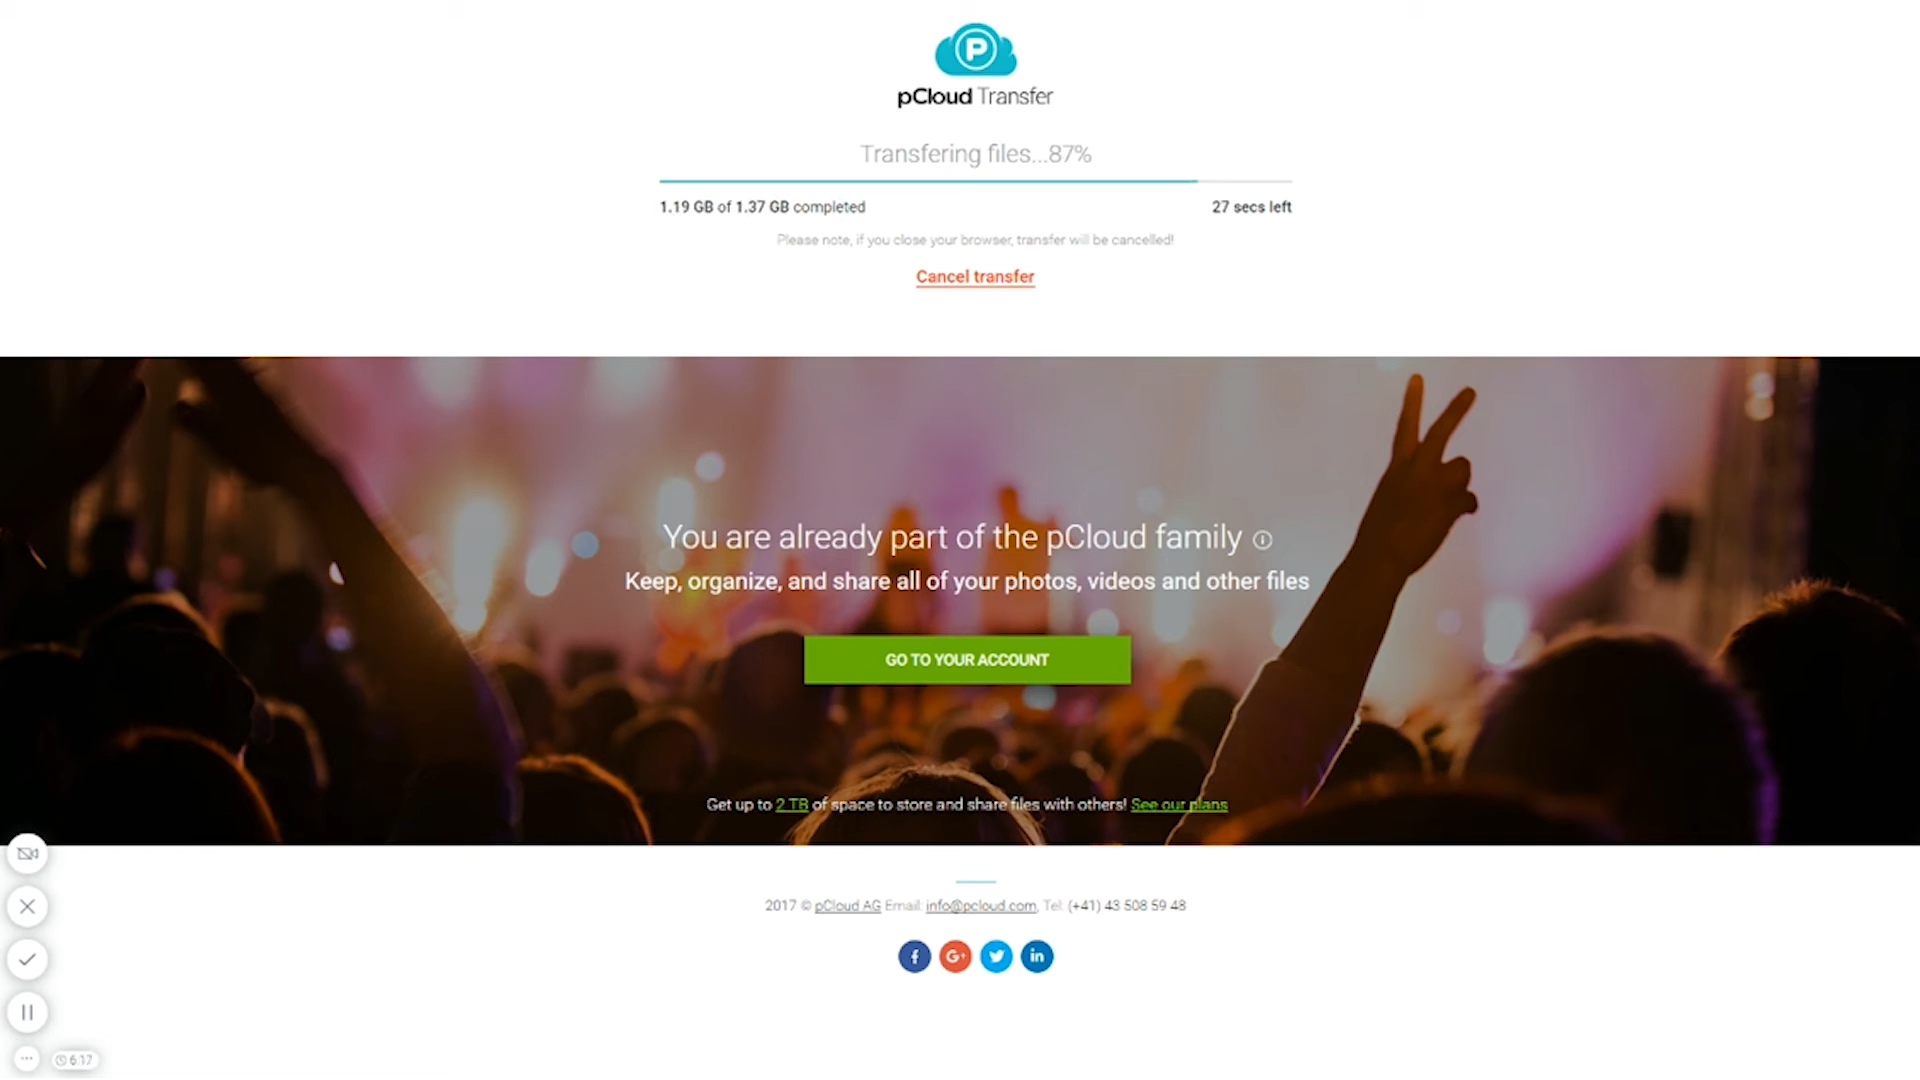 P
pCloud Transfer
Transfering files...87%
1.19 GB of 1.37 GB completed
27 secs left
Please note, if you close your browser, transfer will be cancelled!
Cancel transfer
You are already part of the pCloud family
Keep, organize, and share all of your photos, videos and other files
GO TO YOUR ACCOUNT
Get up to 2 TB of space to store and share files with others! See our plans
2017 © pCloud AG Email: info@pcloud.com, Tel: (+41) 43 508 59 48
f G+ in
6:17